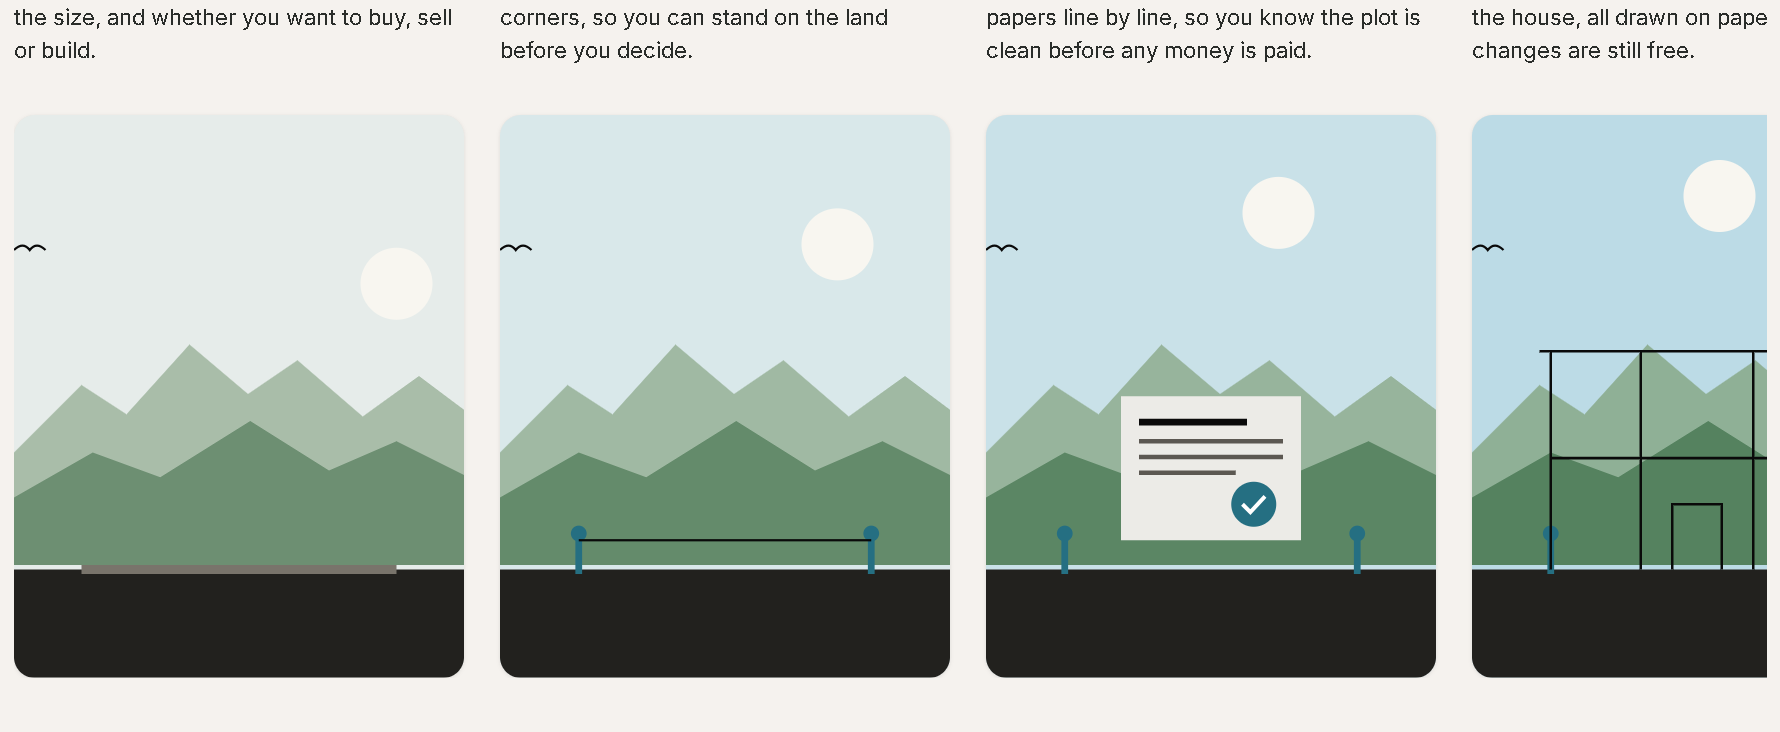 the size, and whether you want to buy, sell
or build.
corners, so you can stand on the land
before you decide.
papers line by line, so you know the plot is
clean before any money is paid.
the house, all drawn on pape
changes are still free.